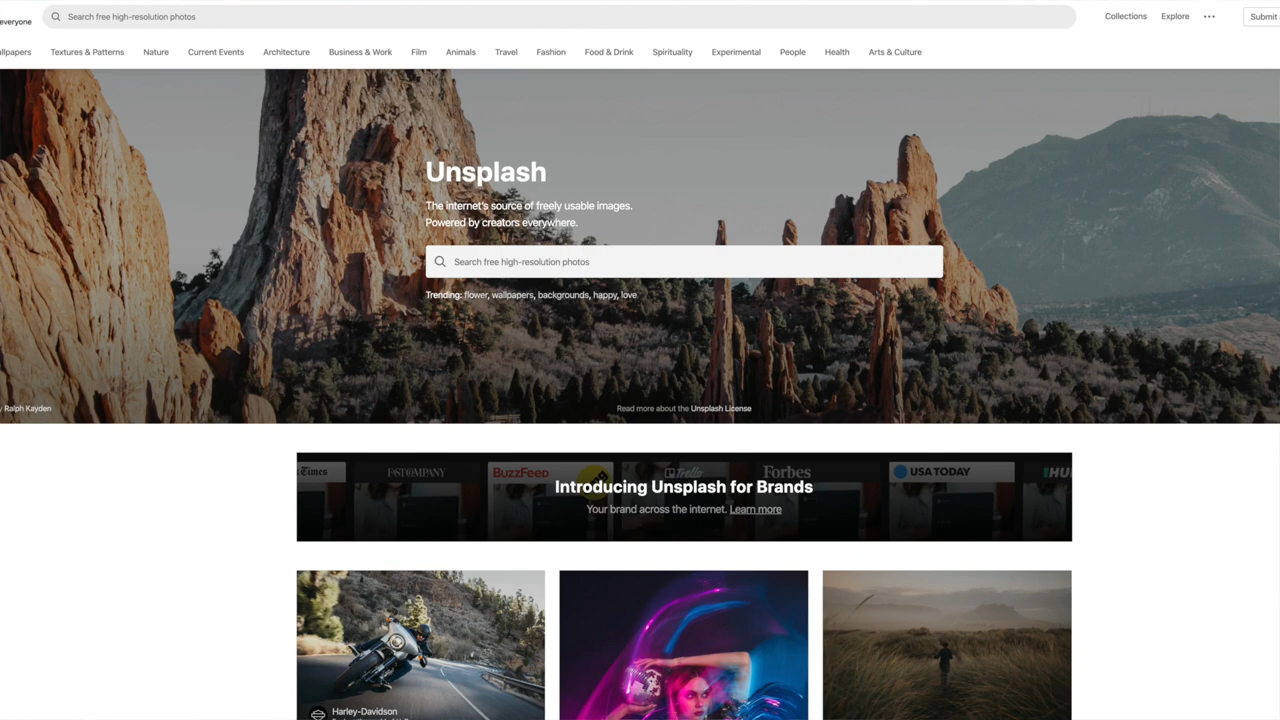 everyone
Search free high-resolution photos
Collections
Explore
Submit
llpapers
Textures & Patterns
Nature
Current Events
Architecture
Business & Work
Film
Animals
Travel
Fashion
Food & Drink
Spirituality
Experimental
People
Health
Arts & Culture
Unsplash
The internet's source of freely usable images.
Powered by creators everywhere.
Search free high-resolution photos
Trending: flower, wallpapers, backgrounds, happy, love
y Ralph Kayden
Read more about the Unsplash License
Times
FAST COMPANY
BuzzFeed
Trello
Forbes
USA TODAY
HU
Introducing Unsplash for Brands
Your brand across the internet. Learn more
Harley-Davidson